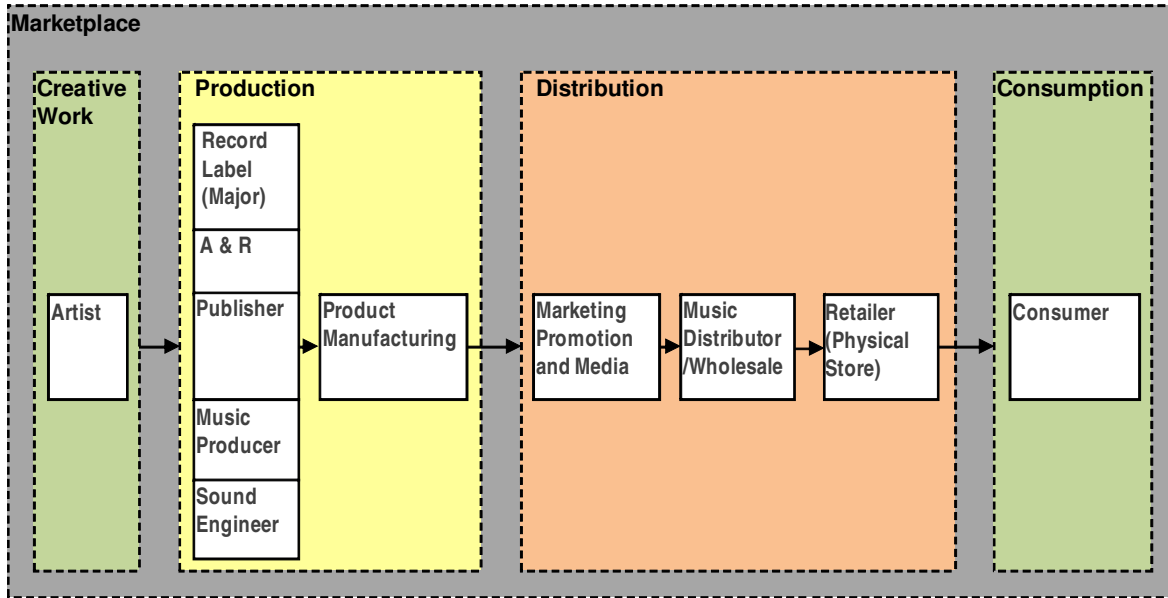 Marketplace
Creative
Work
Production
Distribution
Consumption
Record
Label
(Major)
A & R
Publisher
Music
Producer
Sound
Engineer
Artist
Product
Manufacturing
Marketing
Promotion
and Media
Music
Distributor
/Wholesale
Retailer
(Physical
Store)
Consumer